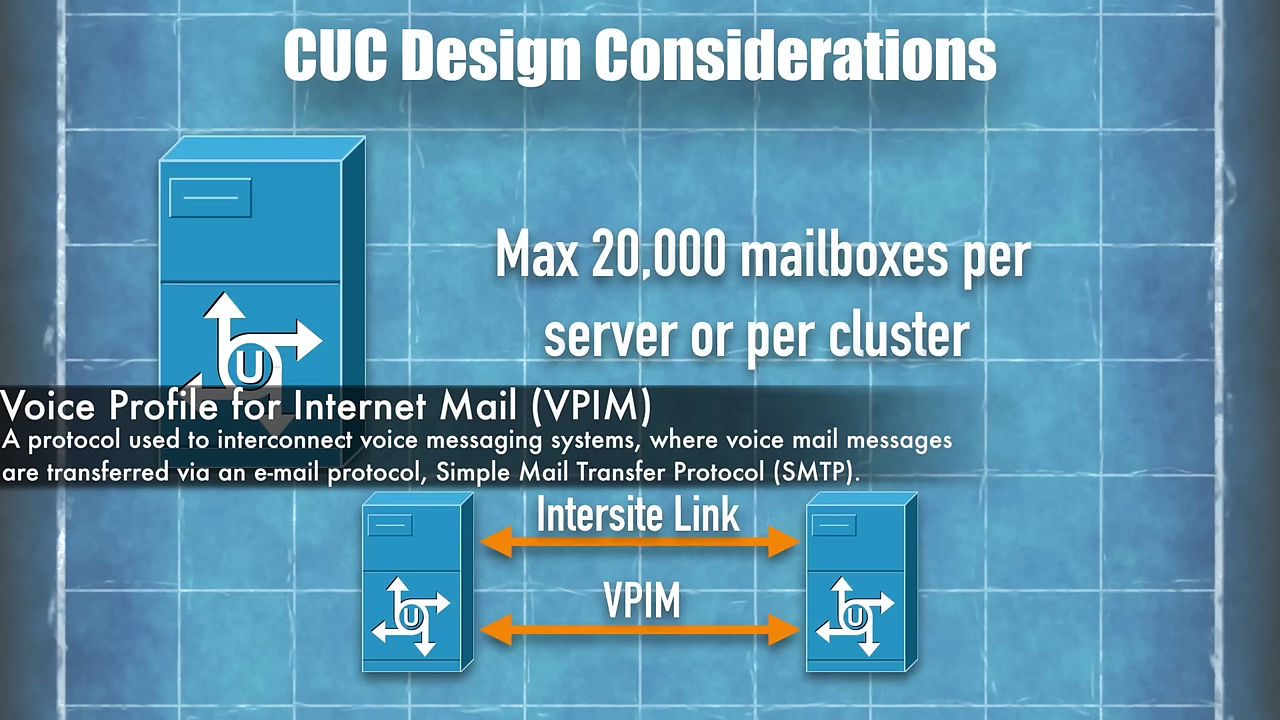 CUC Design Considerations
Max 20,000 mailboxes per
server or per cluster
U
Voice Profile for Internet Mail (VPIM)
A protocol used to interconnect voice messaging systems, where voice mail messages
are transferred via an e-mail protocol, Simple Mail Transfer Protocol (SMTP).
Intersite Link
VPIM
U
U